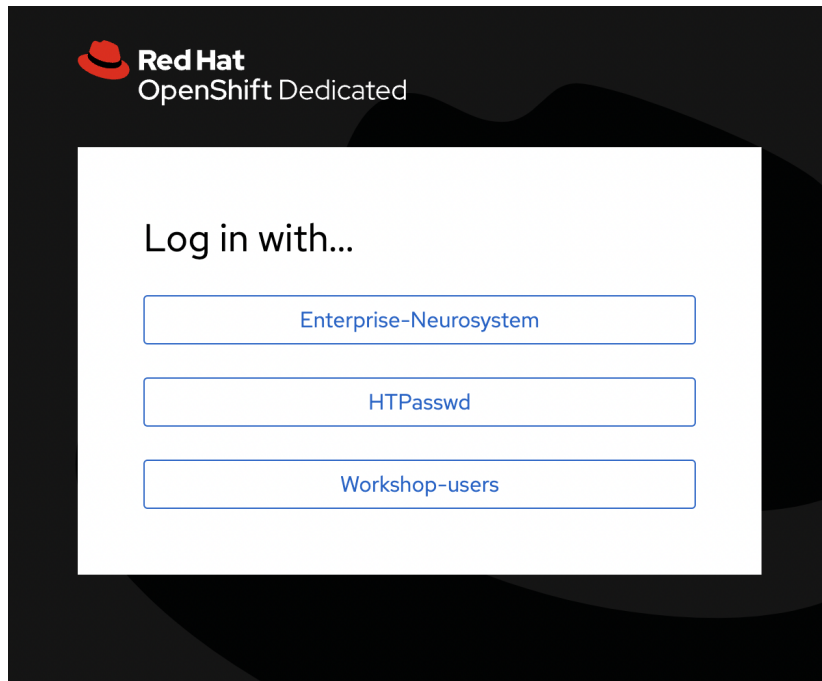 Red Hat
OpenShift Dedicated
Log in with...
Enterprise-Neurosystem
HTPasswd
Workshop-users